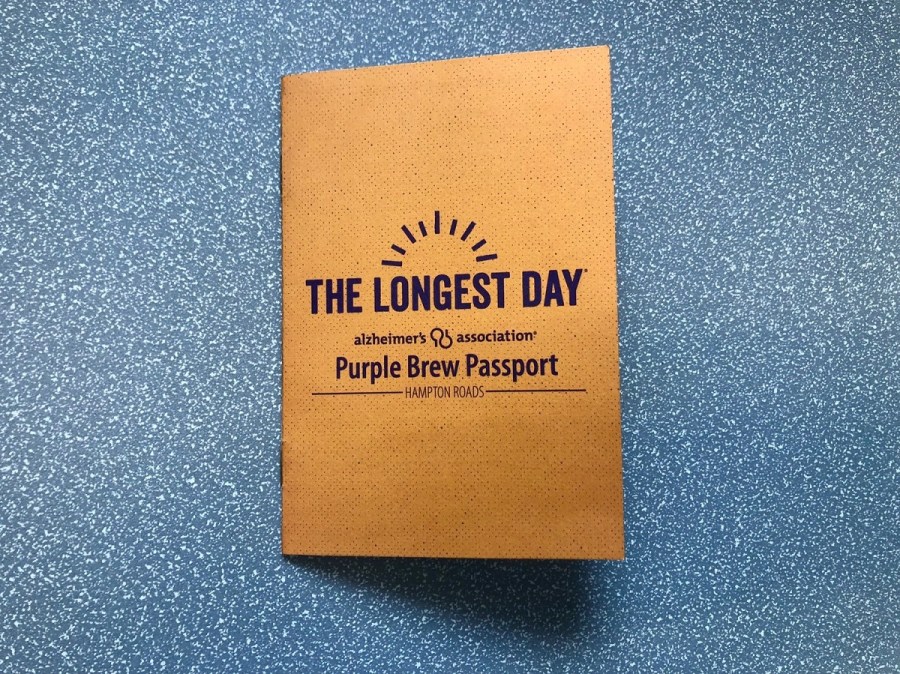 THE LONGEST DAY®
alzheimer's association®
Purple Brew Passport
HAMPTON ROADS